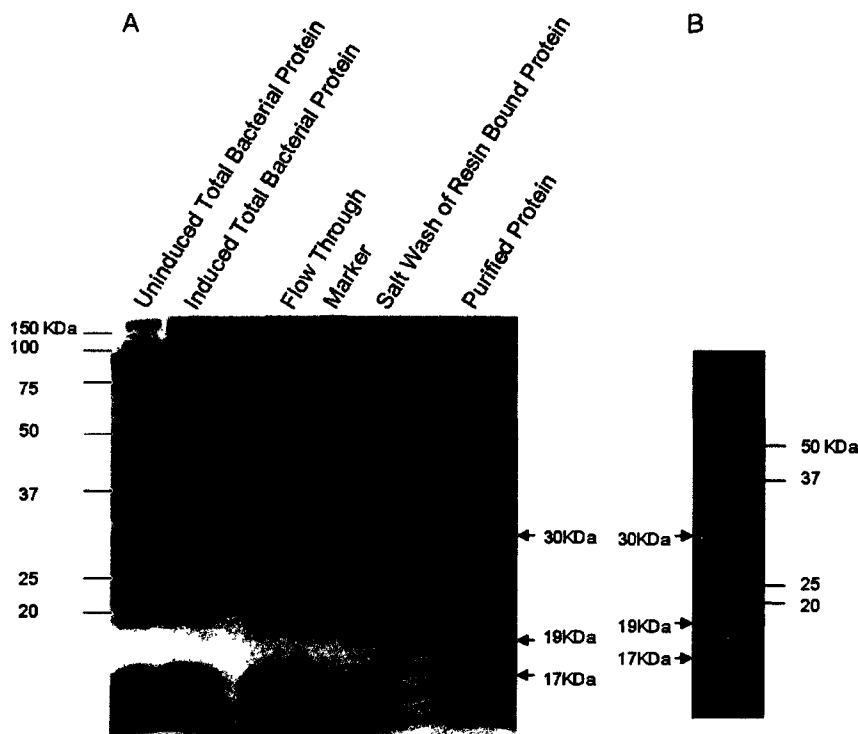 A
B
Uninduced Total Bacterial Protein
Induced Total Bacterial Protein
Flow Through
Marker
Salt Wash of Resin Bound Protein
Purified Protein
150 KDa
100
75
50
37
25
20
30KDa
19KDa
17KDa
50 KDa
37
30KDa
25
20
19KDa
17KDa